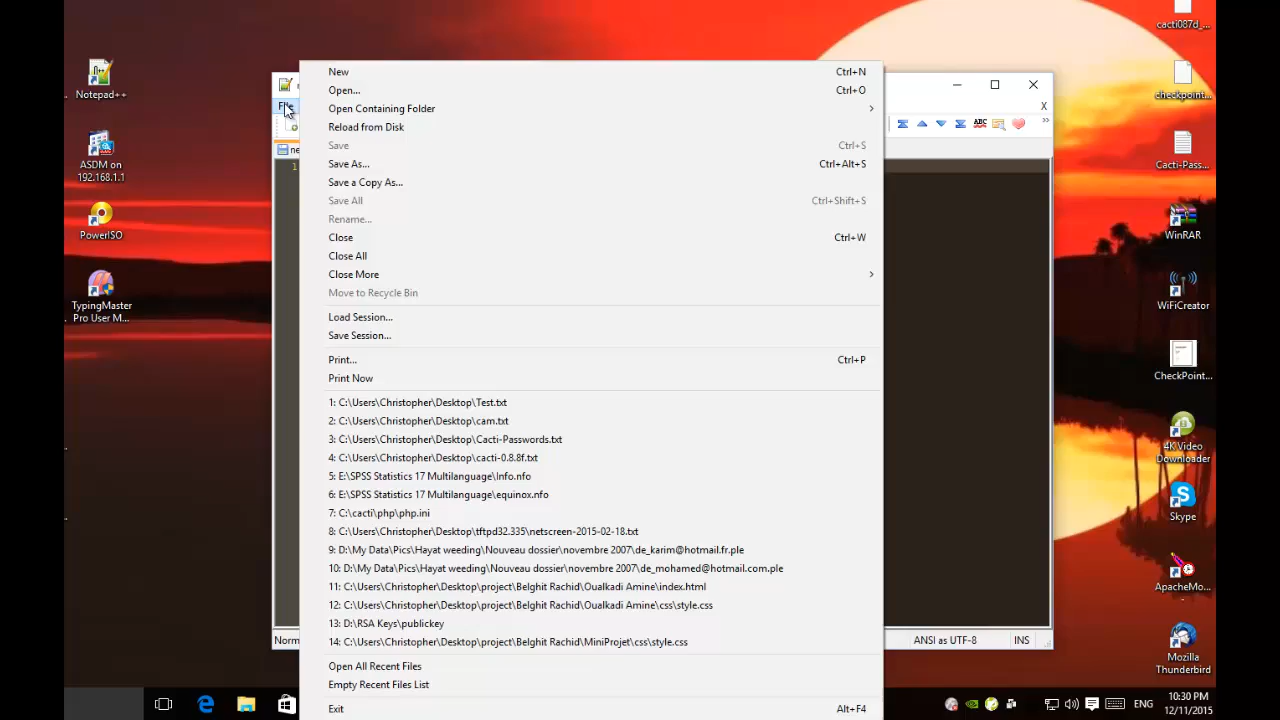 Notepad++
ASDM on
192.168.1.1
PowerISO
TypingMaster
Pro User M...
File
New Ctrl+N
Open... Ctrl+O
Open Containing Folder
Reload from Disk
Save Ctrl+S
Save As... Ctrl+Alt+S
Save a Copy As...
Save All Ctrl+Shift+S
Rename...
Close Ctrl+W
Close All
Close More
Move to Recycle Bin
Load Session...
Save Session...
Print... Ctrl+P
Print Now
1: C:\Users\Christopher\Desktop\Test.txt
2: C:\Users\Christopher\Desktop\cam.txt
3: C:\Users\Christopher\Desktop\Cacti-Passwords.txt
4: C:\Users\Christopher\Desktop\cacti-0.8.8f.txt
5: E:\SPSS Statistics 17 Multilanguage\Info.nfo
6: E:\SPSS Statistics 17 Multilanguage\equinox.nfo
7: C:\cacti\php\php.ini
8: C:\Users\Christopher\Desktop\tftpd32.335\netscreen-2015-02-18.txt
9: D:\My Data\Pics\Hayat weeding\Nouveau dossier\novembre 2007\de_karim@hotmail.fr.ple
10: D:\My Data\Pics\Hayat weeding\Nouveau dossier\novembre 2007\de_mohamed@hotmail.com.ple
11: C:\Users\Christopher\Desktop\project\Belghit Rachid\Oualkadi Amine\index.html
12: C:\Users\Christopher\Desktop\project\Belghit Rachid\Oualkadi Amine\css\style.css
13: D:\RSA Keys\publickey
14: C:\Users\Christopher\Desktop\project\Belghit Rachid\MiniProjet\css\style.css
Open All Recent Files
Empty Recent Files List
Exit Alt+F4
X
ABC
ne
1
Norm
ANSI as UTF-8 INS
cacti087d_...
checkpoint...
Cacti-Pass...
WinRAR
WiFiCreator
CheckPoint...
4K Video
Downloader
Skype
ApacheMo...
Mozilla
Thunderbird
ENG
10:30 PM
12/11/2015